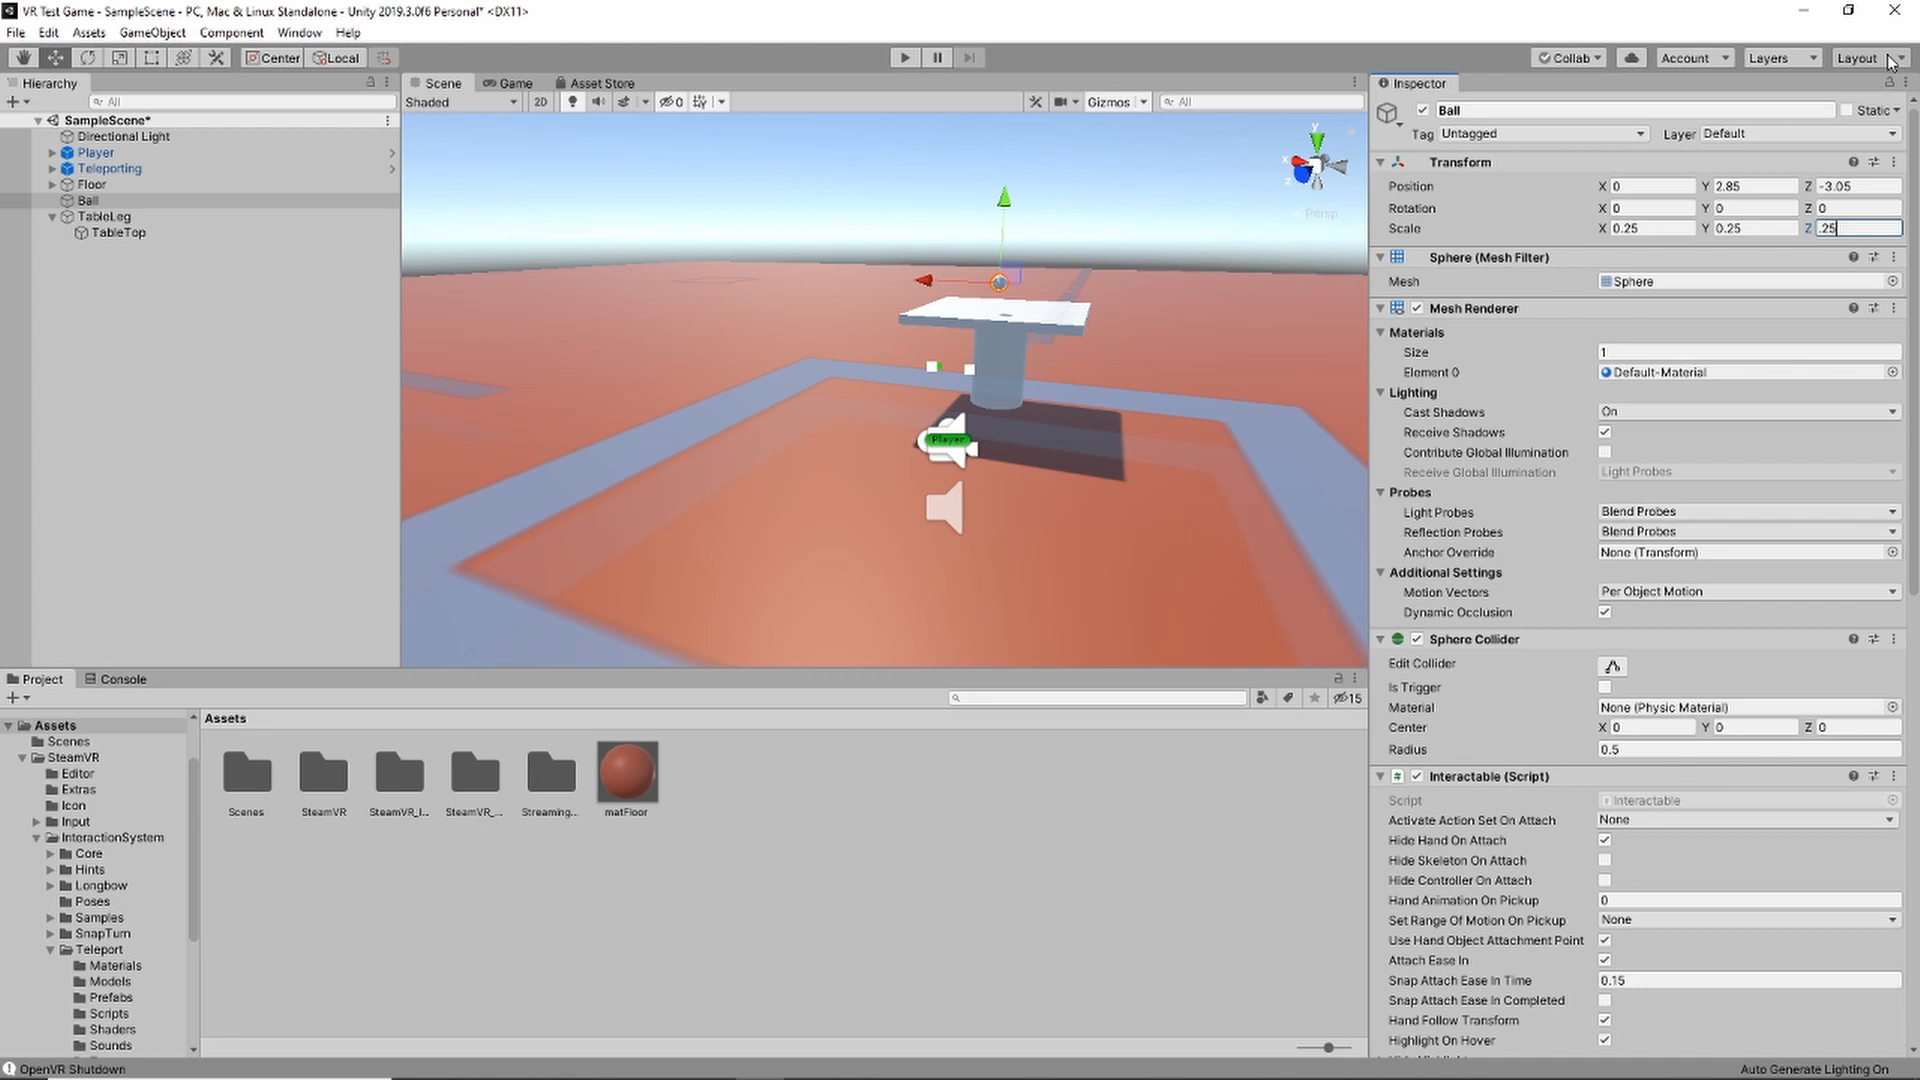 VR Test Game - SampleScene - PC, Mac & Linux Standalone - Unity 2019.3.0f6 Personal* <DX11>
File Edit Assets GameObject Component Window Help
Center Local Collab Account Layers Layout
Hierarchy
All
SampleScene*
Directional Light
Player
Teleporting
Floor
Ball
TableLeg
TableTop
Scene Game Asset Store
Shaded 2D 0 Gizmos All
y
x
z
Persp
Player
Inspector
Ball Static
Tag Untagged Layer Default
Transform
Position X 0 Y 2.85 Z -3.05
Rotation X 0 Y 0 Z 0
Scale X 0.25 Y 0.25 Z .25
Sphere (Mesh Filter)
Mesh Sphere
Mesh Renderer
Materials
Size 1
Element 0 Default-Material
Lighting
Cast Shadows On
Receive Shadows
Contribute Global Illumination
Receive Global Illumination Light Probes
Probes
Light Probes Blend Probes
Reflection Probes Blend Probes
Anchor Override None (Transform)
Additional Settings
Motion Vectors Per Object Motion
Dynamic Occlusion
Sphere Collider
Edit Collider
Is Trigger
Material None (Physic Material)
Center X 0 Y 0 Z 0
Radius 0.5
Interactable (Script)
Script Interactable
Activate Action Set On Attach None
Hide Hand On Attach
Hide Skeleton On Attach
Hide Controller On Attach
Hand Animation On Pickup 0
Set Range Of Motion On Pickup None
Use Hand Object Attachment Point
Attach Ease In
Snap Attach Ease In Time 0.15
Snap Attach Ease In Completed
Hand Follow Transform
Highlight On Hover
Project Console
15
Assets
Scenes
SteamVR
Editor
Extras
Icon
Input
InteractionSystem
Core
Hints
Longbow
Poses
Samples
SnapTurn
Teleport
Materials
Models
Prefabs
Scripts
Shaders
Sounds
Assets
Scenes SteamVR SteamVR_I... SteamVR_... Streaming... matFloor
OpenVR Shutdown
Auto Generate Lighting On